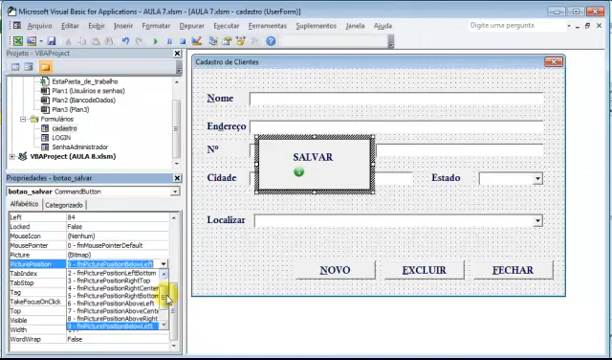 Microsoft Visual Basic for Applications - AULA 7.xlsm - [AULA 7.xlsm - cadastro (UserForm)]
Arquivo Editar Exibir Inserir Formatar Depurar Executar Ferramentas Suplementos Janela Ajuda
Digite uma pergunta
Projeto - VBAProject
EstaPasta_de_trabalho
Plan1 (Usuários e senhas)
Plan2 (BancodeDados)
Plan3 (Plan3)
Formulários
cadastro
LOGIN
SenhaAdministrador
VBAProject (AULA 8.xlsm)
Propriedades - botao_salvar
botao_salvar CommandButton
Alfabético Categorizado
Left 84
Locked False
MouseIcon (Nenhum)
MousePointer 0 - fmMousePointerDefault
Picture (Bitmap)
PicturePosition 9 - fmPicturePositionBelowLeft
TabIndex 2 - fmPicturePositionLeftBottom
TabStop 3 - fmPicturePositionRightTop
Tag 4 - fmPicturePositionRightCenter
TakeFocusOnClick 5 - fmPicturePositionRightBottom
6 - fmPicturePositionAboveLeft
Top 7 - fmPicturePositionAboveCenter
Visible 8 - fmPicturePositionAboveRight
Width 9 - fmPicturePositionBelowLeft
WordWrap False
Cadastro de Clientes
Nome
Endereço
Nº
SALVAR
Cidade Estado
Localizar
NOVO EXCLUIR FECHAR